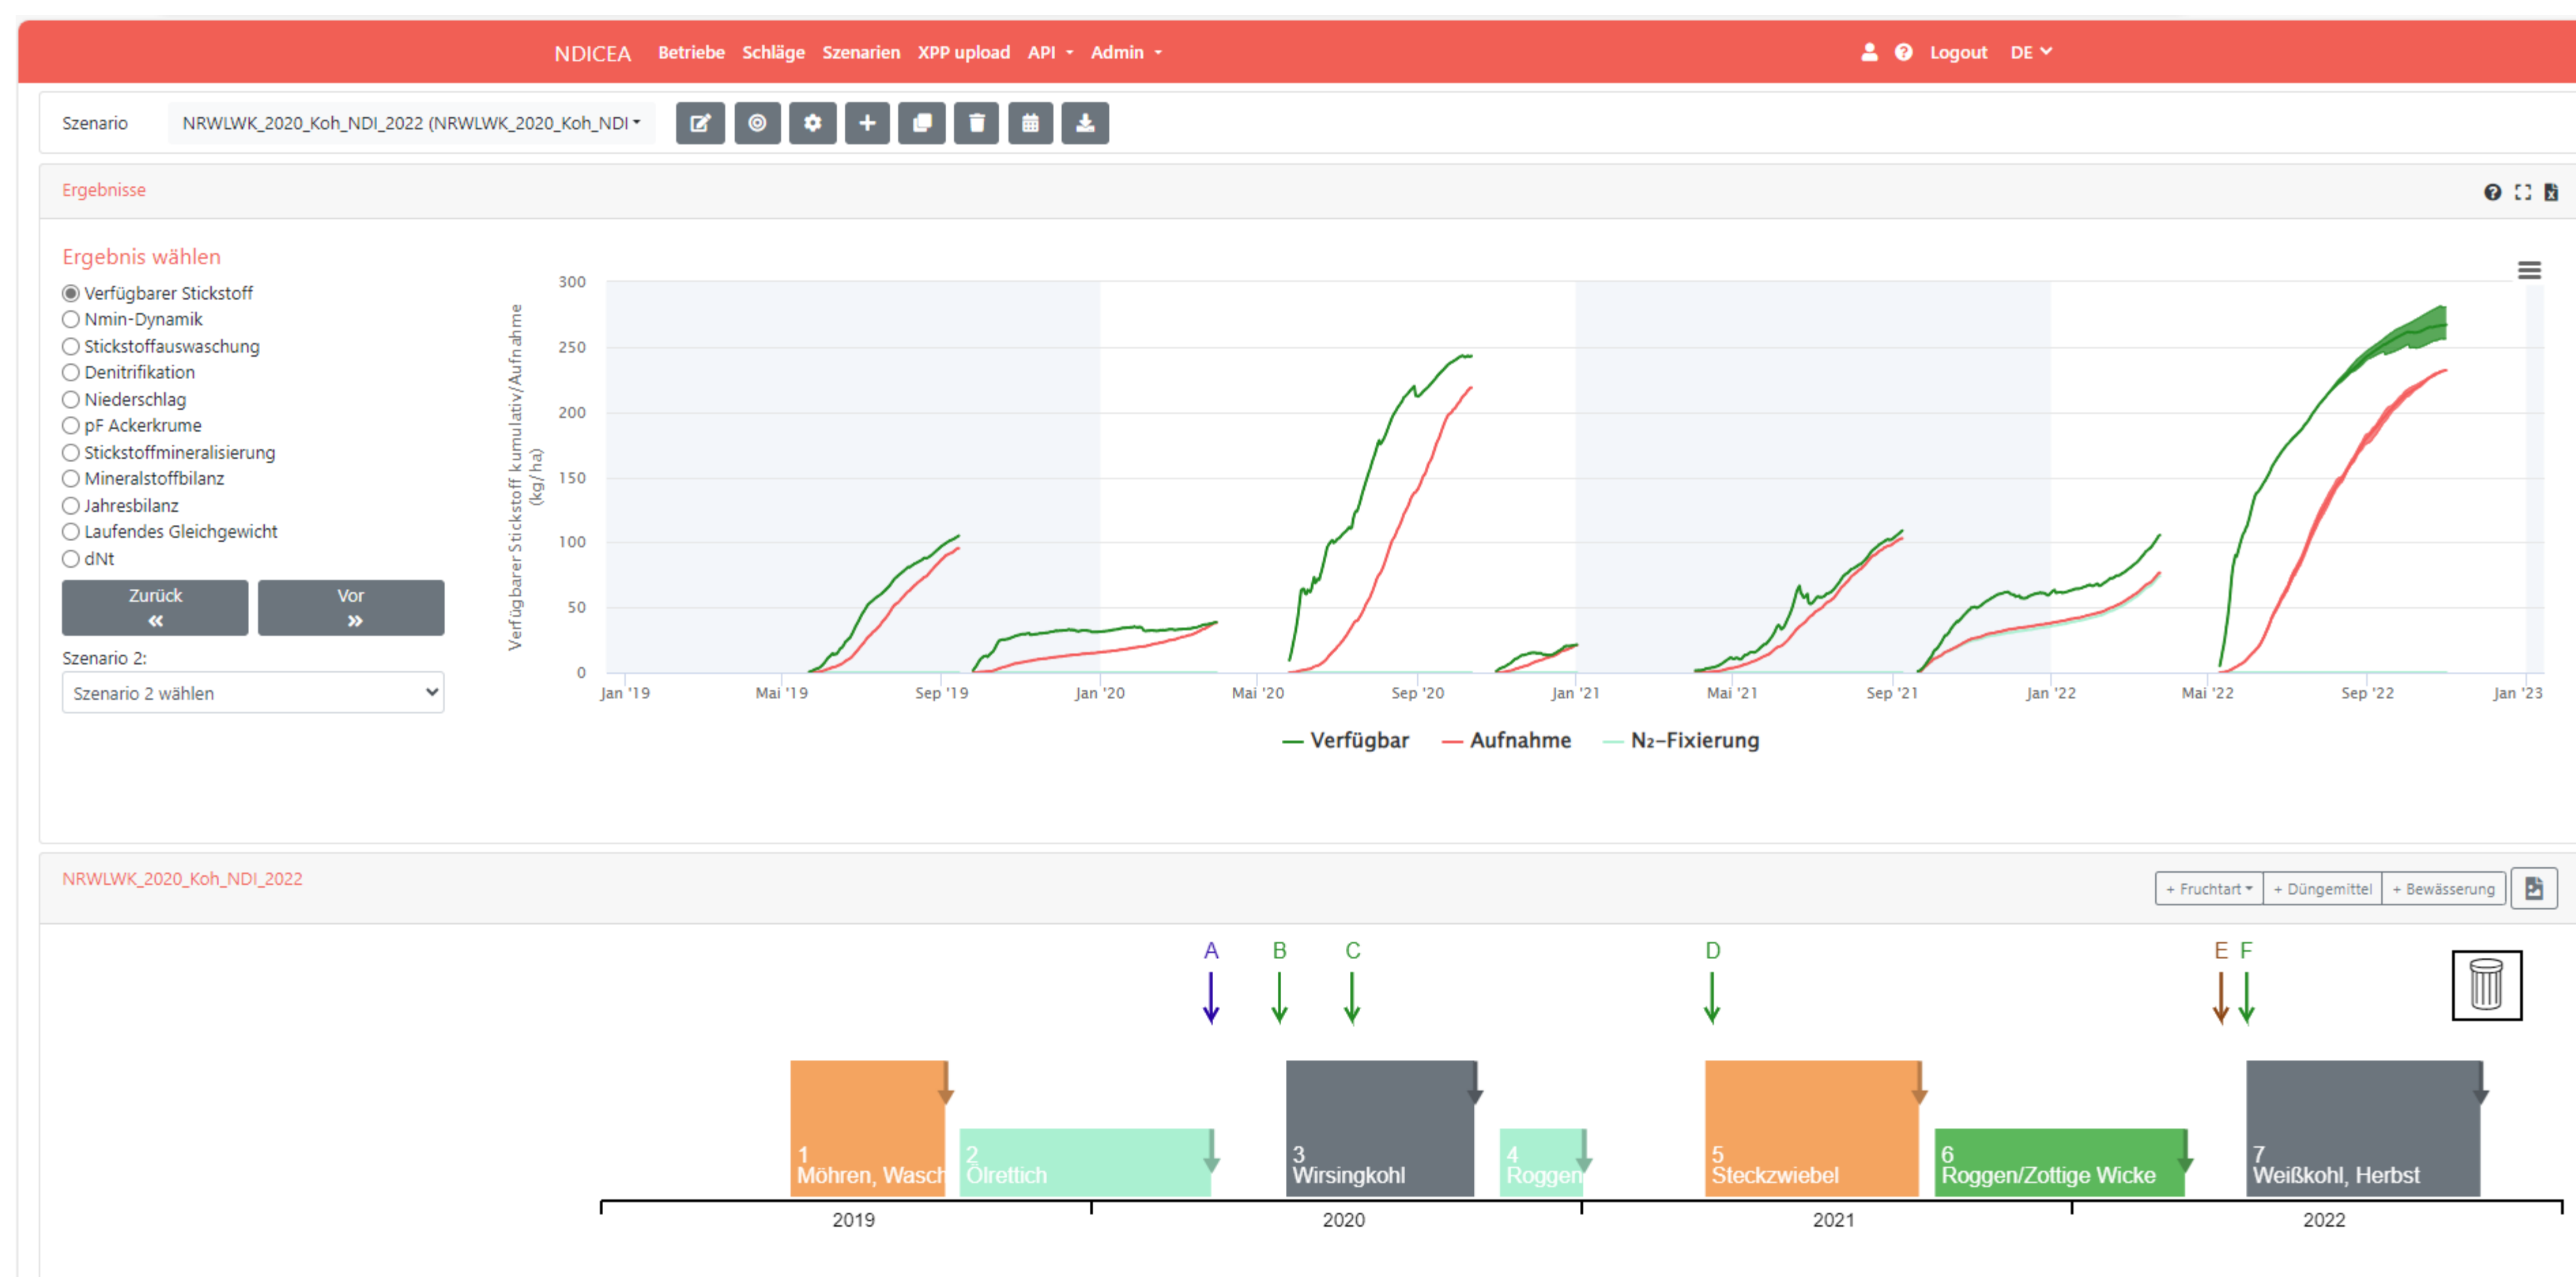 NDICEA Betriebe Schläge Szenarien XPP upload API Admin Logout DE
Szenario NRWLWK_2020_Koh_NDI_2022 (NRWLWK_2020_Koh_NDI
Ergebnisse
Ergebnis wählen
Verfügbarer Stickstoff
Nmin-Dynamik
Stickstoffauswaschung
Denitrifikation
Niederschlag
pF Ackerkrume
Stickstoffmineralisierung
Mineralstoffbilanz
Jahresbilanz
Laufendes Gleichgewicht
dNt
Zurück Vor
Szenario 2:
Szenario 2 wählen
Verfügbarer Stickstoff kumulativ/Aufnahme
(kg/ha)
300
250
200
150
100
50
0
Jan '19 Mai '19 Sep '19 Jan '20 Mai '20 Sep '20 Jan '21 Mai '21 Sep '21 Jan '22 Mai '22 Sep '22 Jan '23
Verfügbar Aufnahme N₂-Fixierung
NRWLWK_2020_Koh_NDI_2022
+ Fruchtart + Düngemittel + Bewässerung
A B C D E F
1
Möhren, Wasch
2
Ölrettich
3
Wirsingkohl
4
Roggen
5
Steckzwiebel
6
Roggen/Zottige Wicke
7
Weißkohl, Herbst
2019 2020 2021 2022